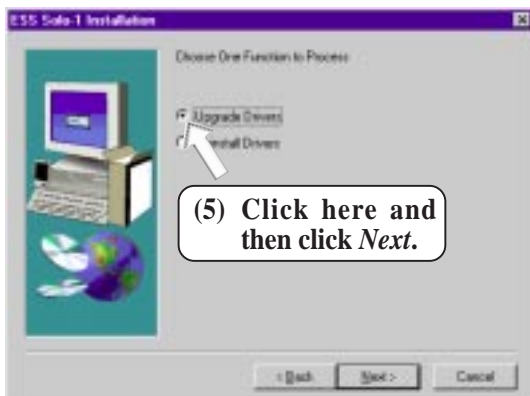 ESS Solo-1 Installation
Choose One Function to Process
Upgrade Drivers
Drivers
(5) Click here and
then click Next.
< Back
Next >
Cancel